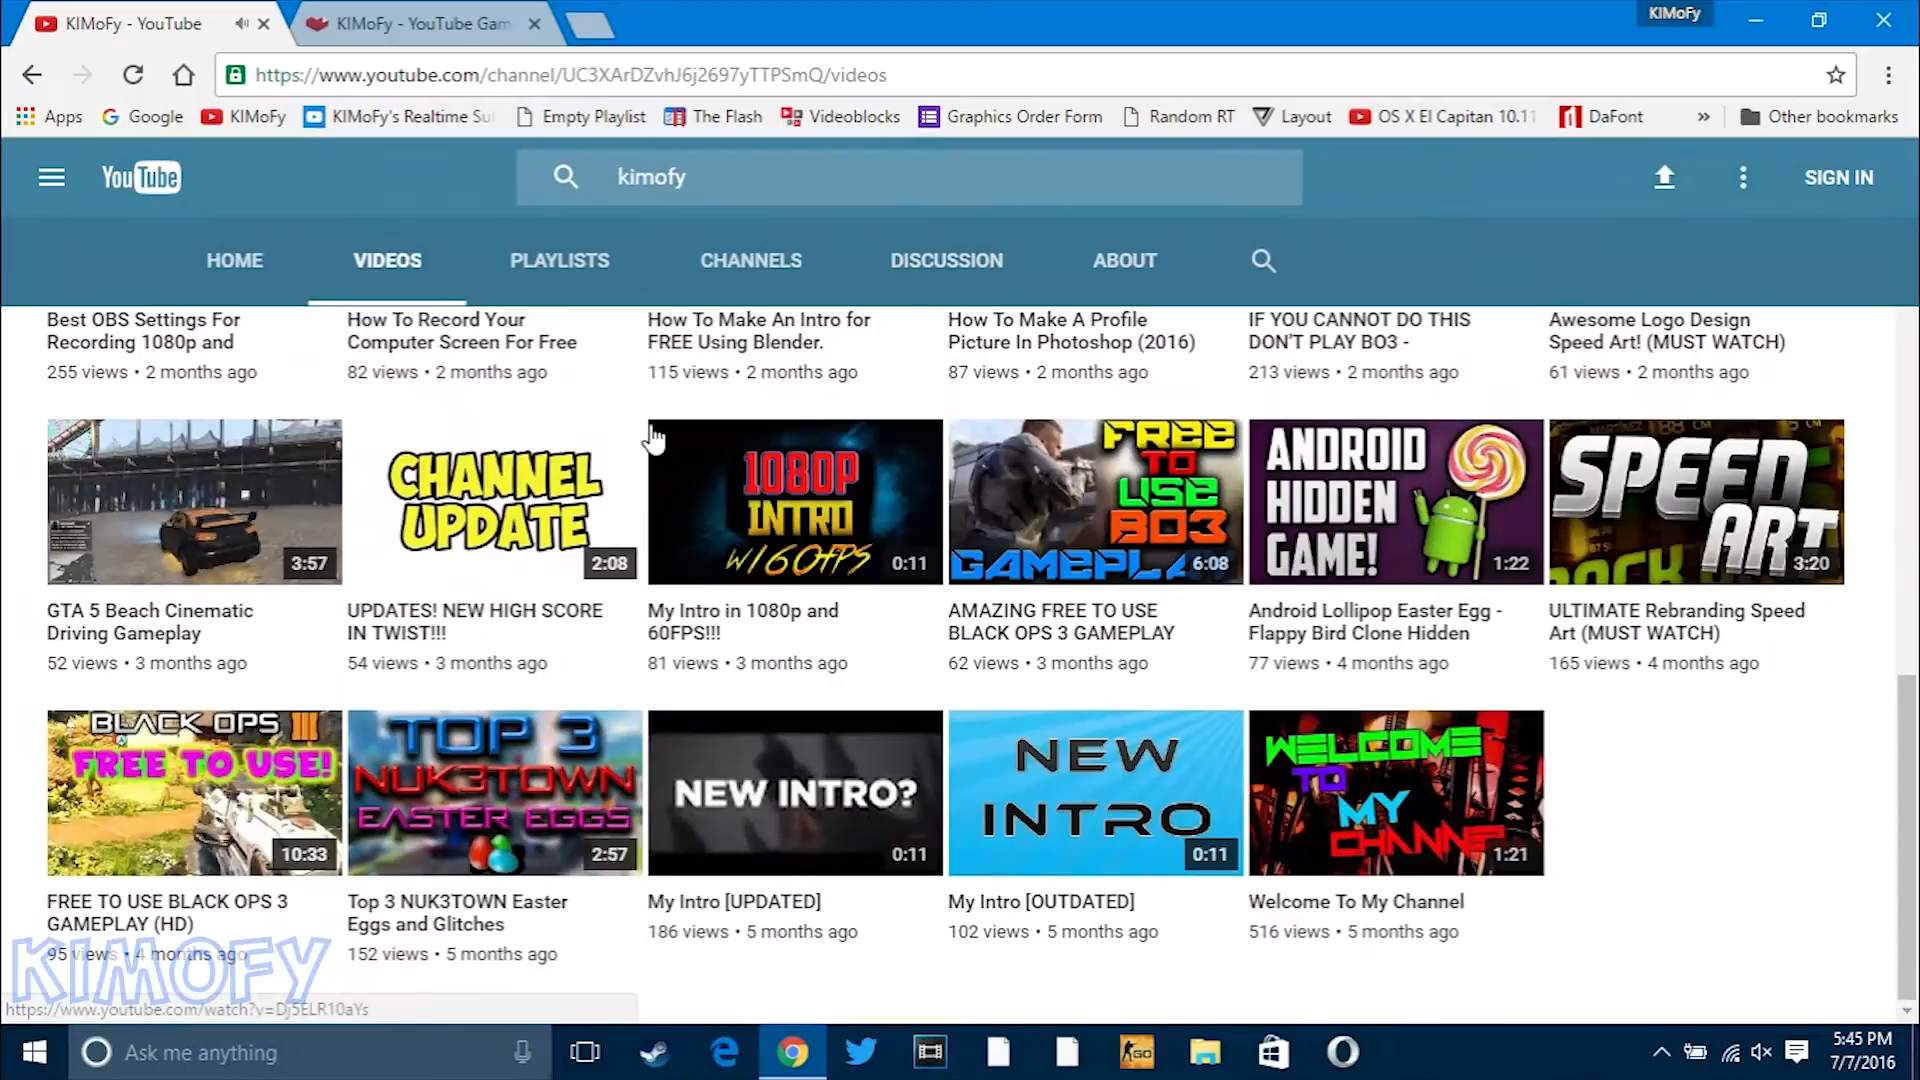 KIMoFy - YouTube
KIMoFy - YouTube Gam
KIMoFy
https://www.youtube.com/channel/UC3XArDZvhJ6j2697yTTPSmQ/videos
Apps
Google
KIMoFy
KIMoFy's Realtime Su
Empty Playlist
The Flash
Videoblocks
Graphics Order Form
Random RT
Layout
OS X El Capitan 10.11
DaFont
»
Other bookmarks
YouTube
kimofy
SIGN IN
HOME
VIDEOS
PLAYLISTS
CHANNELS
DISCUSSION
ABOUT
Best OBS Settings For
Recording 1080p and
255 views • 2 months ago
How To Record Your
Computer Screen For Free
82 views • 2 months ago
How To Make An Intro for
FREE Using Blender.
115 views • 2 months ago
How To Make A Profile
Picture In Photoshop (2016)
87 views • 2 months ago
IF YOU CANNOT DO THIS
DON'T PLAY BO3 -
213 views • 2 months ago
Awesome Logo Design
Speed Art! (MUST WATCH)
61 views • 2 months ago
3:57
GTA 5 Beach Cinematic
Driving Gameplay
52 views • 3 months ago
CHANNEL
UPDATE
2:08
UPDATES! NEW HIGH SCORE
IN TWIST!!!
54 views • 3 months ago
1080P
INTRO
W/60FPS
0:11
My Intro in 1080p and
60FPS!!!
81 views • 3 months ago
FREE
TO
USE
BO3
GAMEPL
6:08
AMAZING FREE TO USE
BLACK OPS 3 GAMEPLAY
62 views • 3 months ago
ANDROID
HIDDEN
GAME!
1:22
Android Lollipop Easter Egg -
Flappy Bird Clone Hidden
77 views • 4 months ago
SPEED
ART
3:20
ULTIMATE Rebranding Speed
Art (MUST WATCH)
165 views • 4 months ago
BLACK OPS III
FREE TO USE!
10:33
FREE TO USE BLACK OPS 3
GAMEPLAY (HD)
95 views • 4 months ago
TOP 3
NUK3TOWN
EASTER EGGS
2:57
Top 3 NUK3TOWN Easter
Eggs and Glitches
152 views • 5 months ago
NEW INTRO?
0:11
My Intro [UPDATED]
186 views • 5 months ago
NEW
INTRO
0:11
My Intro [OUTDATED]
102 views • 5 months ago
WELCOME
TO
MY
CHANNE
1:21
Welcome To My Channel
516 views • 5 months ago
KIMOFY
https://www.youtube.com/watch?v=Dj5ELR10aYs
Ask me anything
GO
5:45 PM
7/7/2016